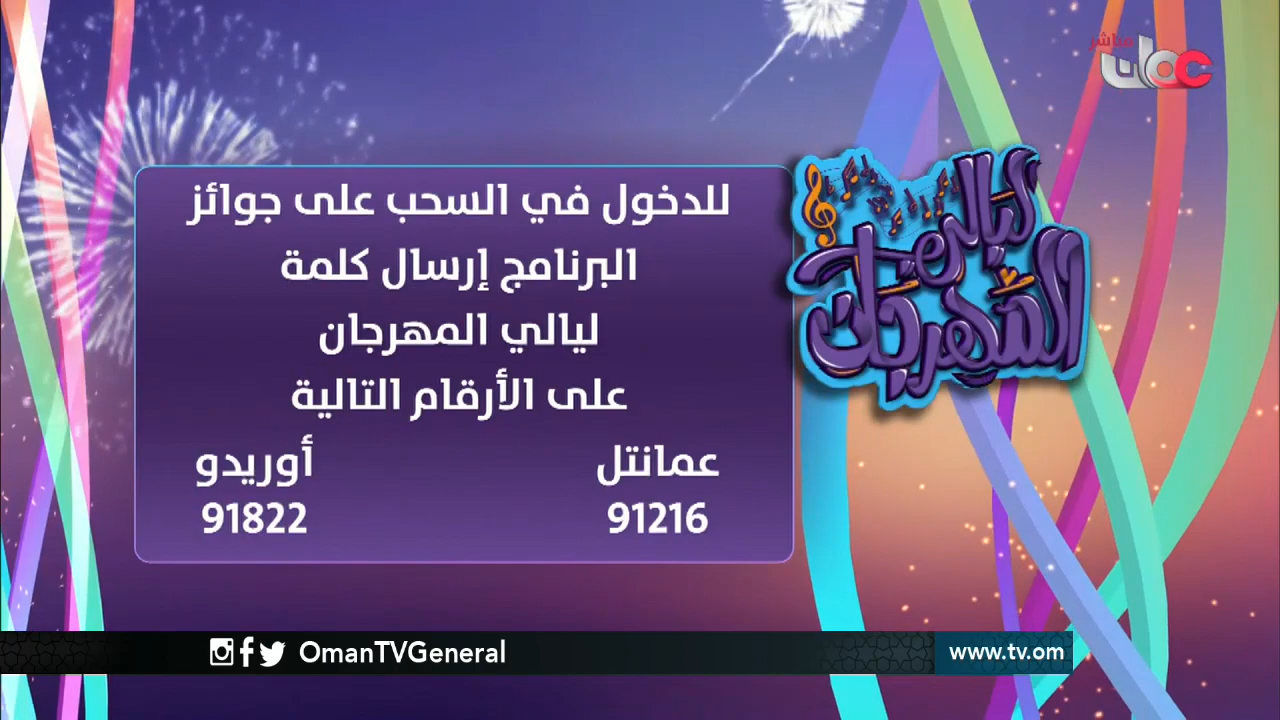 مباشر
عمان
ليالي
المهرجان
للدخول في السحب على جوائز
البرنامج إرسال كلمة
ليالي المهرجان
على الأرقام التالية
عمانتل أوريدو
91216 91822
OmanTVGeneral www.tv.om